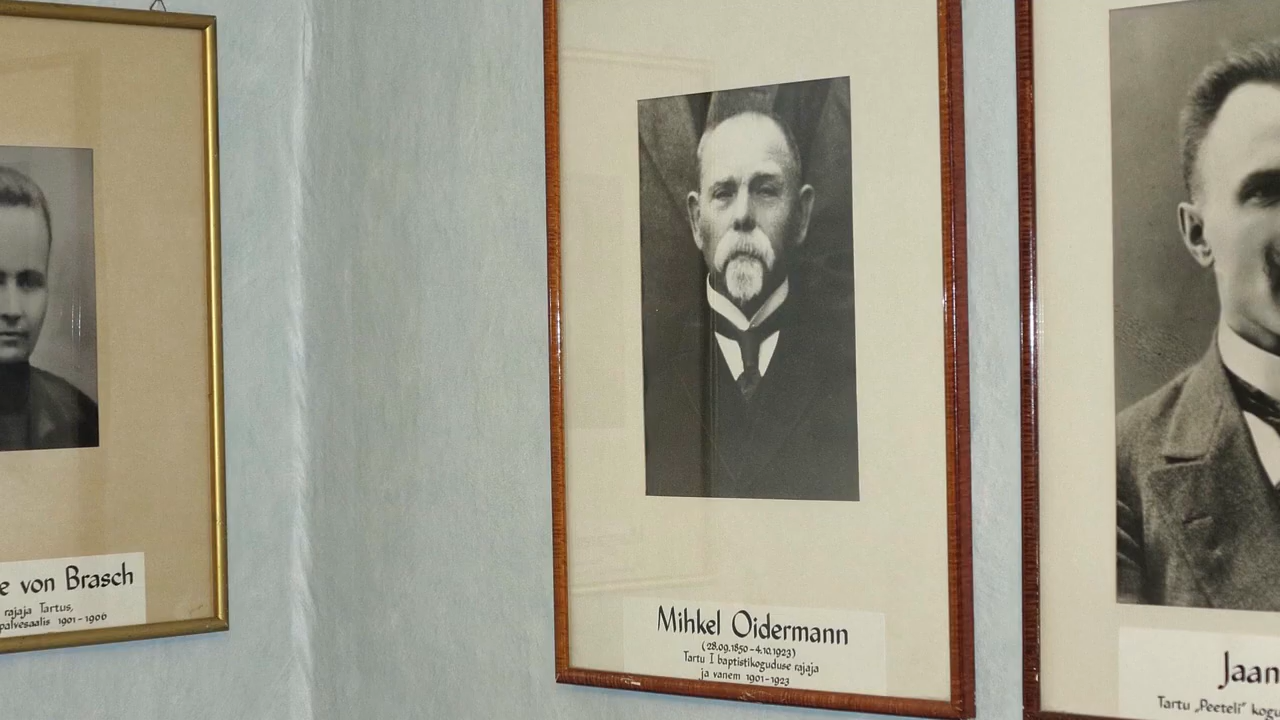 e von Brasch
rajaja Tartus,
palvesaalis 1901-1906
Mihkel Oidermann
(28.09.1850-4.10.1923)
Tartu I baptistikoguduse rajaja
ja vanem 1901-1923
Jaan
Tartu „Peeteli" kogu